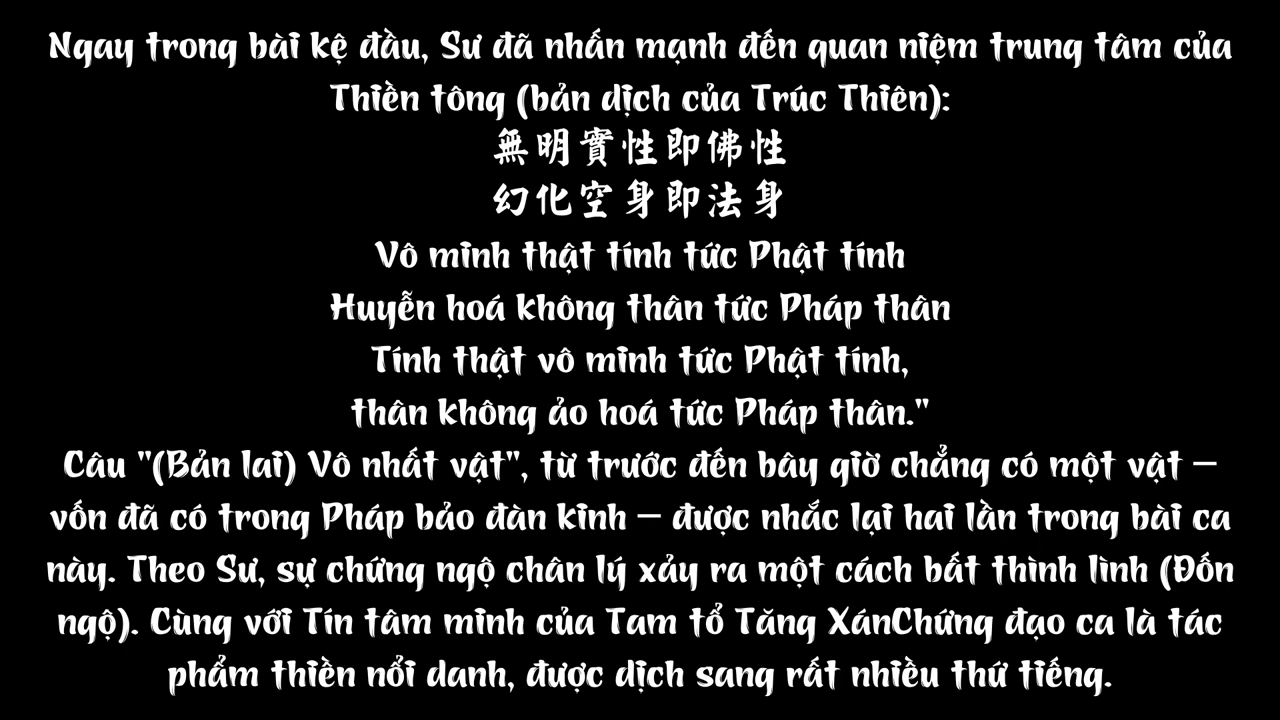 Ngay trong bài kệ đầu, Sư đã nhấn mạnh đến quan niệm trung tâm của
Thiền tông (bản dịch của Trúc Thiên):
無明實性即佛性
幻化空身即法身
Vô minh thật tính tức Phật tính
Huyễn hoá không thân tức Pháp thân
Tính thật vô minh tức Phật tính,
thân không ảo hoá tức Pháp thân."
Câu "(Bản lai) Vô nhất vật", từ trước đến bây giờ chẳng có một vật —
vốn đã có trong Pháp bảo đàn kinh — được nhắc lại hai lần trong bài ca
này. Theo Sư, sự chứng ngộ chân lý xảy ra một cách bất thình lình (Đốn
ngộ). Cùng với Tín tâm minh của Tam tổ Tăng XánChứng đạo ca là tác
phẩm thiền nổi danh, được dịch sang rất nhiều thứ tiếng.